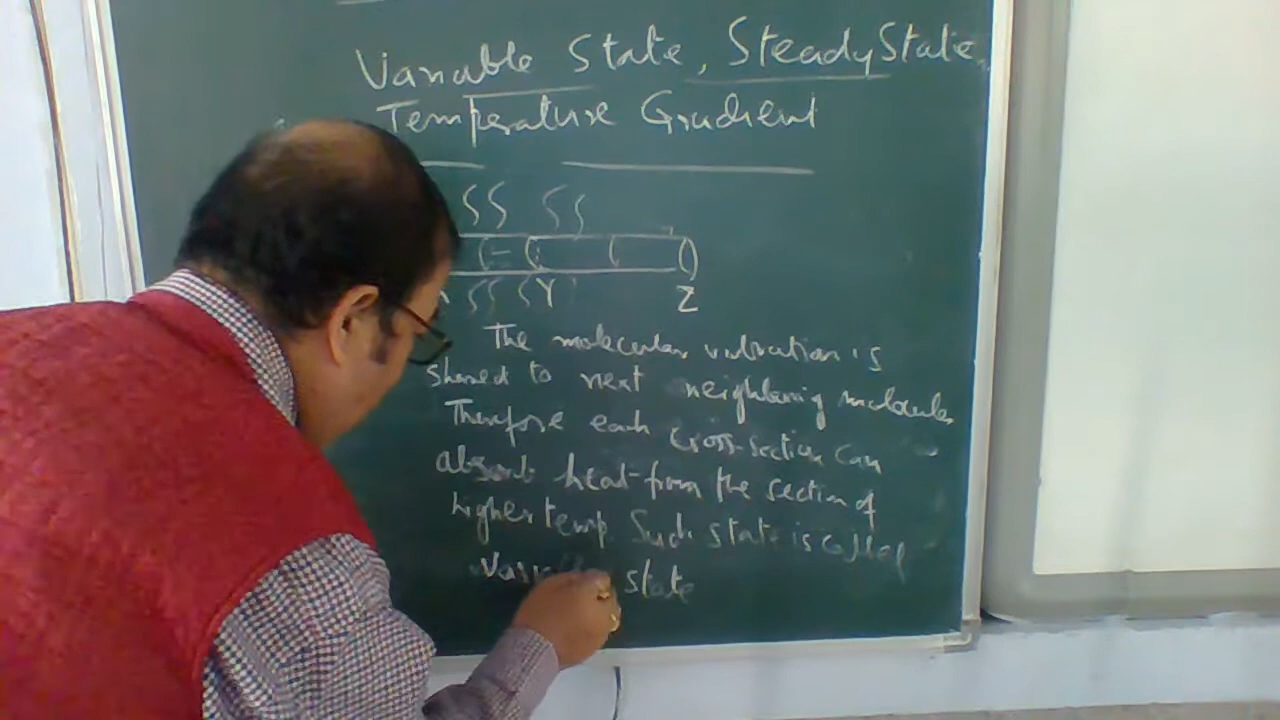 Variable State, Steady State,
Temperature Gradient
Y Z
The molecular vibration is
shared to next neighbouring molecules
Therefore each cross-section can
absorb heat from the section of
higher temp. Such state is called
state